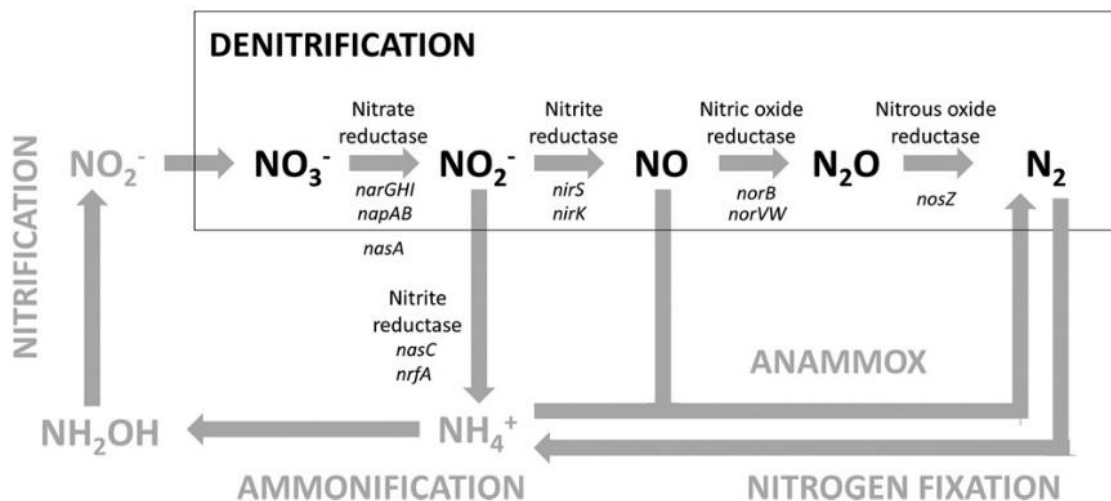 DENITRIFICATION
Nitrate
reductase
Nitrite
reductase
Nitric oxide
reductase
Nitrous oxide
reductase
NO₂⁻
NO₃⁻
NO₂⁻
NO
N₂O
N₂
narGHI
napAB
nasA
nirS
nirK
norB
norVW
nosZ
NITRIFICATION
Nitrite
reductase
nasC
nrfA
ANAMMOX
NH₂OH
NH₄⁺
AMMONIFICATION
NITROGEN FIXATION